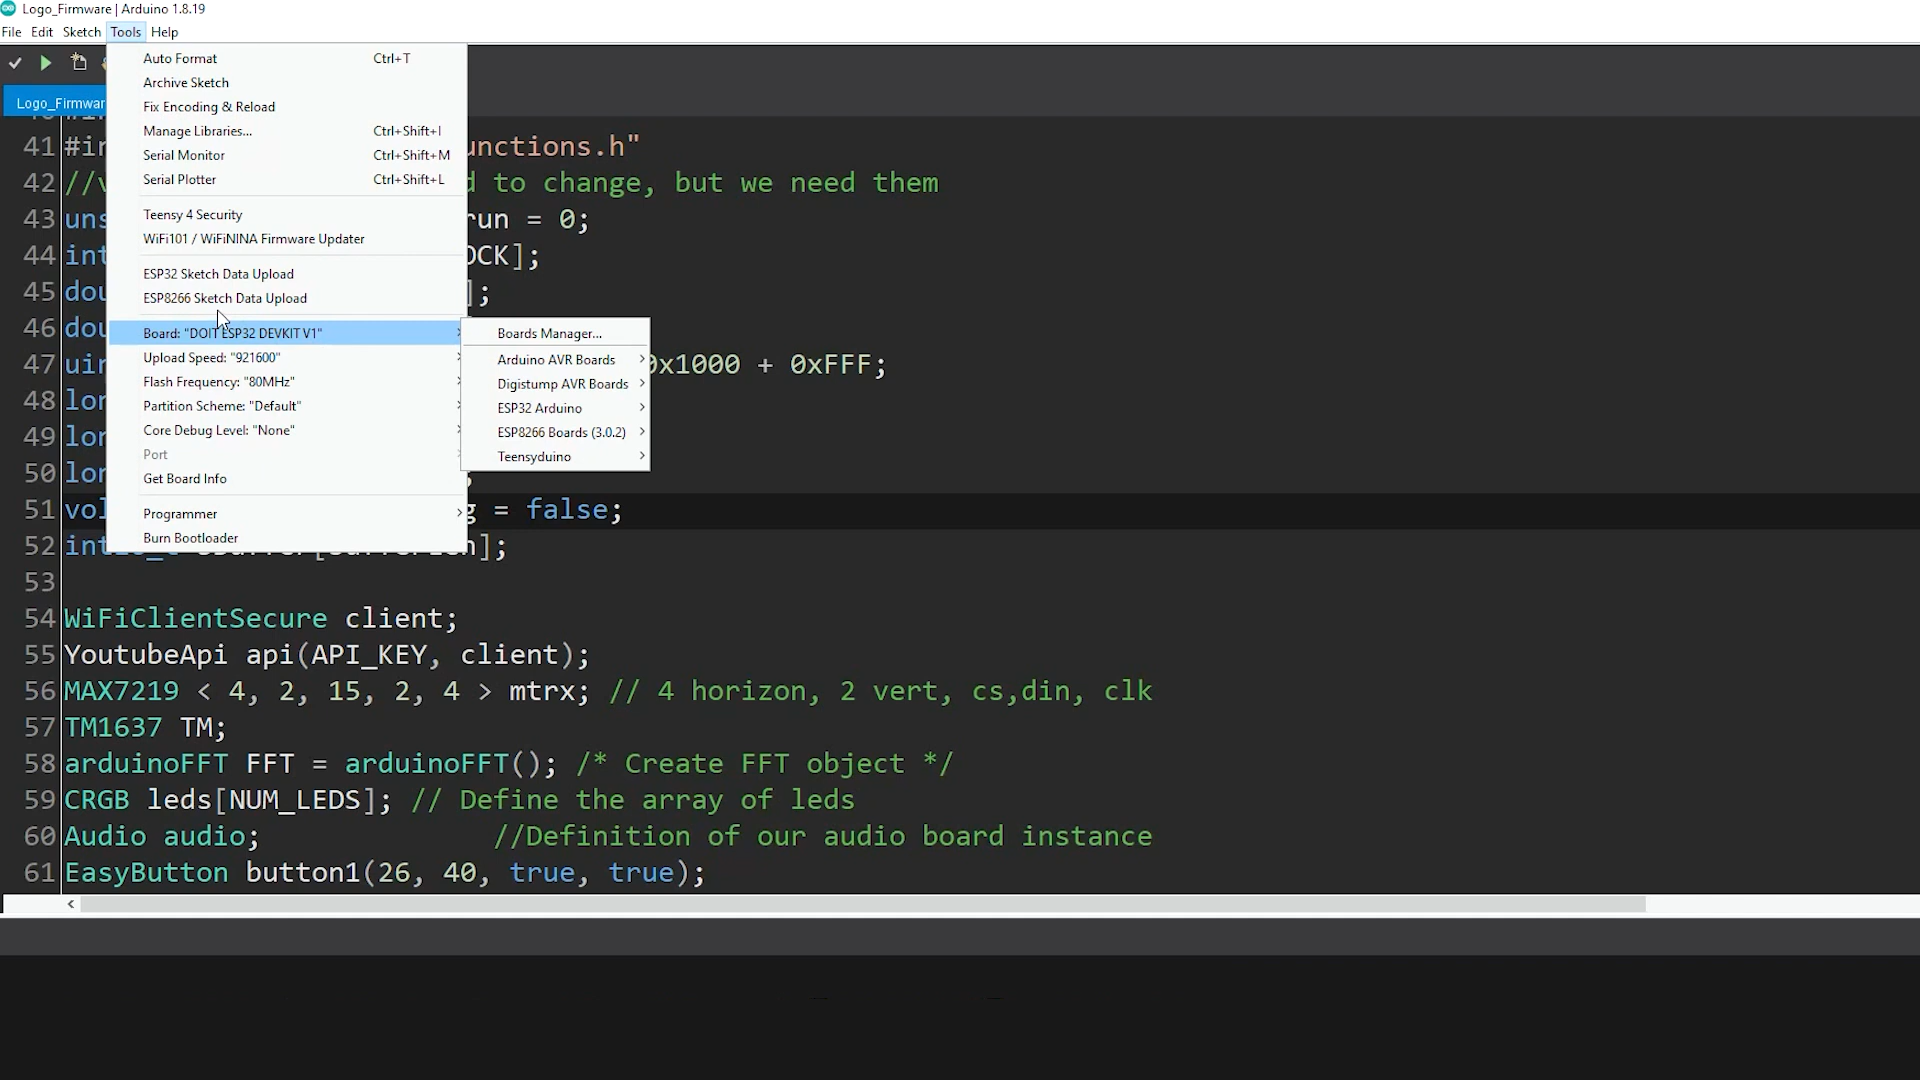 Logo_Firmware | Arduino 1.8.19
File Edit Sketch Tools Help
Auto Format Ctrl+T
Archive Sketch
Fix Encoding & Reload
Manage Libraries... Ctrl+Shift+I
Serial Monitor Ctrl+Shift+M
Serial Plotter Ctrl+Shift+L
Teensy 4 Security
WiFi101 / WiFiNINA Firmware Updater
ESP32 Sketch Data Upload
ESP8266 Sketch Data Upload
Board: "DOIT ESP32 DEVKIT V1"
Upload Speed: "921600"
Flash Frequency: "80MHz"
Partition Scheme: "Default"
Core Debug Level: "None"
Port
Get Board Info
Programmer
Burn Bootloader
Boards Manager...
Arduino AVR Boards
Digistump AVR Boards
ESP32 Arduino
ESP8266 Boards (3.0.2)
Teensyduino
Logo_Firmwar
41 #in unctions.h"
42 // d to change, but we need them
43 uns run = 0;
44 int OCK];
45 dou ];
46 dou
47 uin 0x1000 + 0xFFF;
48 lon
49 lon
50 lon ;
51 vol g = false;
52 int ];
53
54 WiFiClientSecure client;
55 YoutubeApi api(API_KEY, client);
56 MAX7219 < 4, 2, 15, 2, 4 > mtrx; // 4 horizon, 2 vert, cs,din, clk
57 TM1637 TM;
58 arduinoFFT FFT = arduinoFFT(); /* Create FFT object */
59 CRGB leds[NUM_LEDS]; // Define the array of leds
60 Audio audio; //Definition of our audio board instance
61 EasyButton button1(26, 40, true, true);